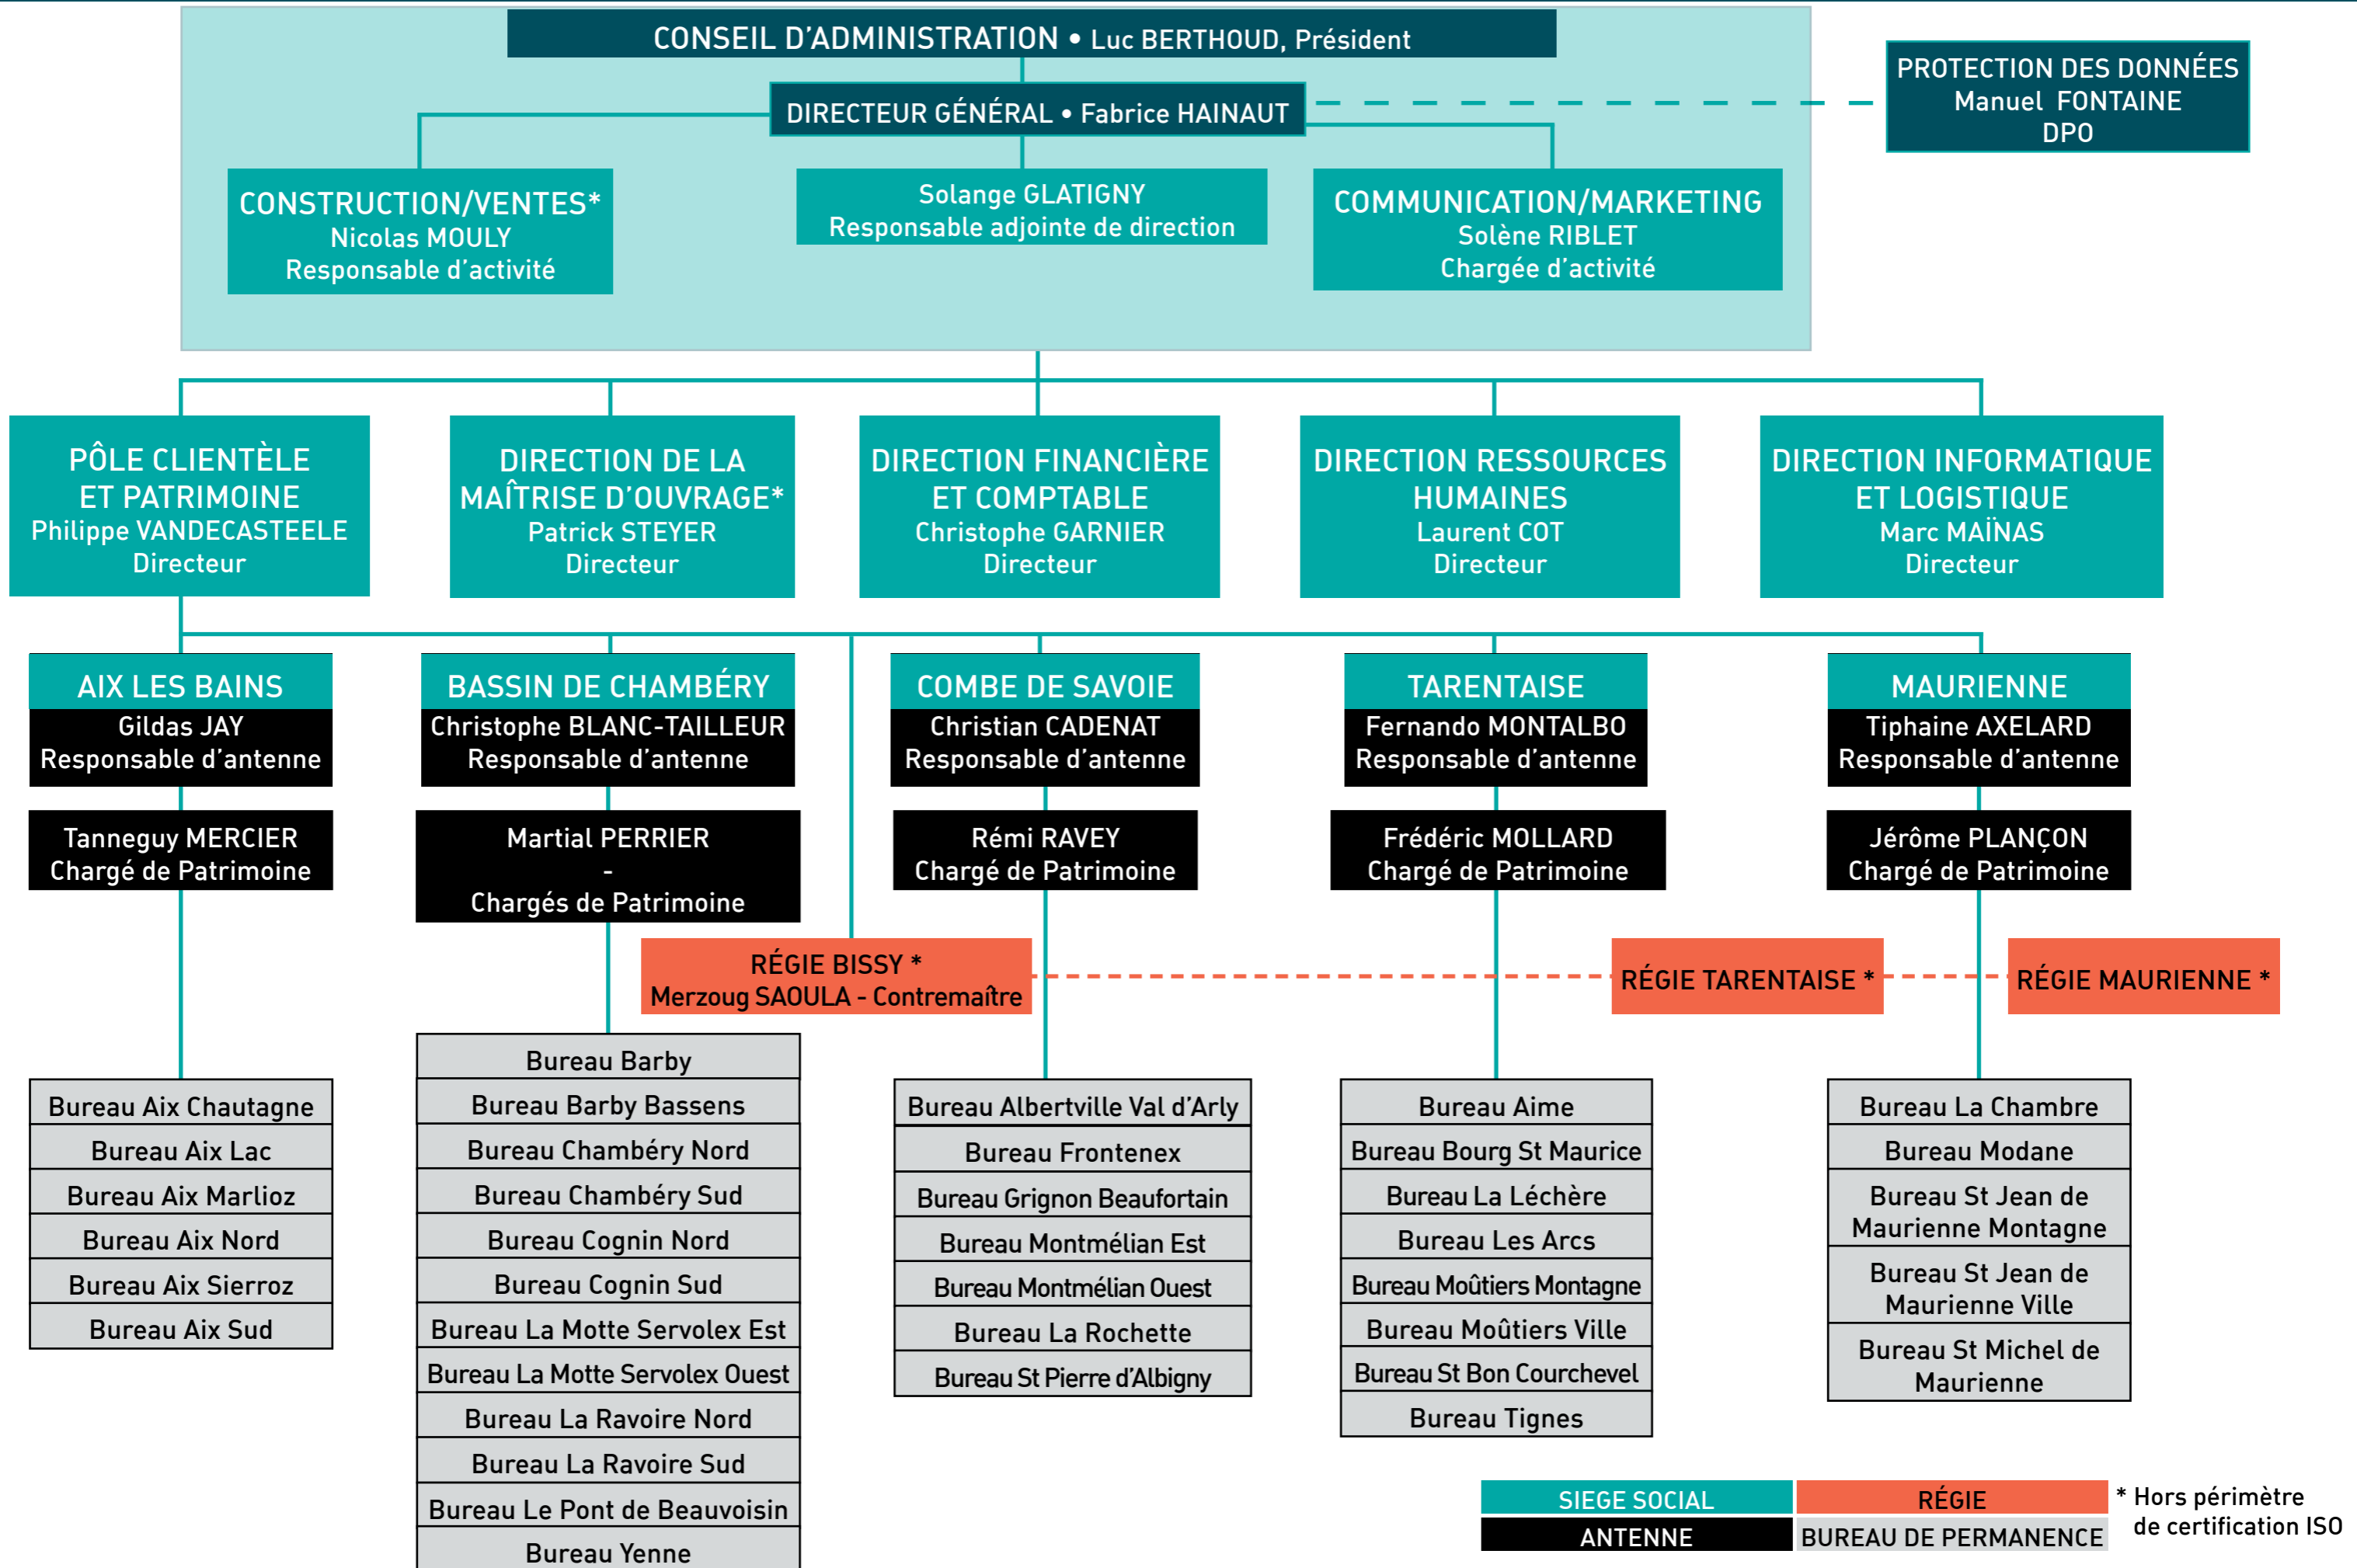 CONSEIL D'ADMINISTRATION • Luc BERTHOUD, Président
DIRECTEUR GÉNÉRAL • Fabrice HAINAUT
PROTECTION DES DONNÉES
Manuel FONTAINE
DPO
CONSTRUCTION/VENTES*
Nicolas MOULY
Responsable d'activité
Solange GLATIGNY
Responsable adjointe de direction
COMMUNICATION/MARKETING
Solène RIBLET
Chargée d'activité
PÔLE CLIENTÈLE
ET PATRIMOINE
Philippe VANDECASTEELE
Directeur
DIRECTION DE LA
MAÎTRISE D'OUVRAGE*
Patrick STEYER
Directeur
DIRECTION FINANCIÈRE
ET COMPTABLE
Christophe GARNIER
Directeur
DIRECTION RESSOURCES
HUMAINES
Laurent COT
Directeur
DIRECTION INFORMATIQUE
ET LOGISTIQUE
Marc MAÏNAS
Directeur
AIX LES BAINS
Gildas JAY
Responsable d'antenne
Tanneguy MERCIER
Chargé de Patrimoine
BASSIN DE CHAMBÉRY
Christophe BLANC-TAILLEUR
Responsable d'antenne
Martial PERRIER
-
Chargés de Patrimoine
COMBE DE SAVOIE
Christian CADENAT
Responsable d'antenne
Rémi RAVEY
Chargé de Patrimoine
TARENTAISE
Fernando MONTALBO
Responsable d'antenne
Frédéric MOLLARD
Chargé de Patrimoine
MAURIENNE
Tiphaine AXELARD
Responsable d'antenne
Jérôme PLANÇON
Chargé de Patrimoine
RÉGIE BISSY *
Merzoug SAOULA - Contremaître
RÉGIE TARENTAISE *
RÉGIE MAURIENNE *
Bureau Aix Chautagne
Bureau Aix Lac
Bureau Aix Marlioz
Bureau Aix Nord
Bureau Aix Sierroz
Bureau Aix Sud
Bureau Barby
Bureau Barby Bassens
Bureau Chambéry Nord
Bureau Chambéry Sud
Bureau Cognin Nord
Bureau Cognin Sud
Bureau La Motte Servolex Est
Bureau La Motte Servolex Ouest
Bureau La Ravoire Nord
Bureau La Ravoire Sud
Bureau Le Pont de Beauvoisin
Bureau Yenne
Bureau Albertville Val d'Arly
Bureau Frontenex
Bureau Grignon Beaufortain
Bureau Montmélian Est
Bureau Montmélian Ouest
Bureau La Rochette
Bureau St Pierre d'Albigny
Bureau Aime
Bureau Bourg St Maurice
Bureau La Léchère
Bureau Les Arcs
Bureau Moûtiers Montagne
Bureau Moûtiers Ville
Bureau St Bon Courchevel
Bureau Tignes
Bureau La Chambre
Bureau Modane
Bureau St Jean de
Maurienne Montagne
Bureau St Jean de
Maurienne Ville
Bureau St Michel de
Maurienne
SIEGE SOCIAL
RÉGIE
ANTENNE
BUREAU DE PERMANENCE
* Hors périmètre
de certification ISO